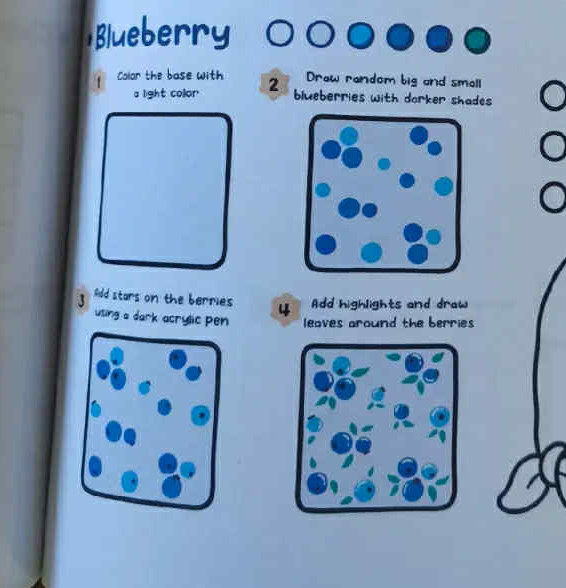 Blueberry
1
Color the base with
a light color
2
Draw random big and small
blueberries with darker shades
3
Add stars on the berries
using a dark acrylic pen
4
Add highlights and draw
leaves around the berries